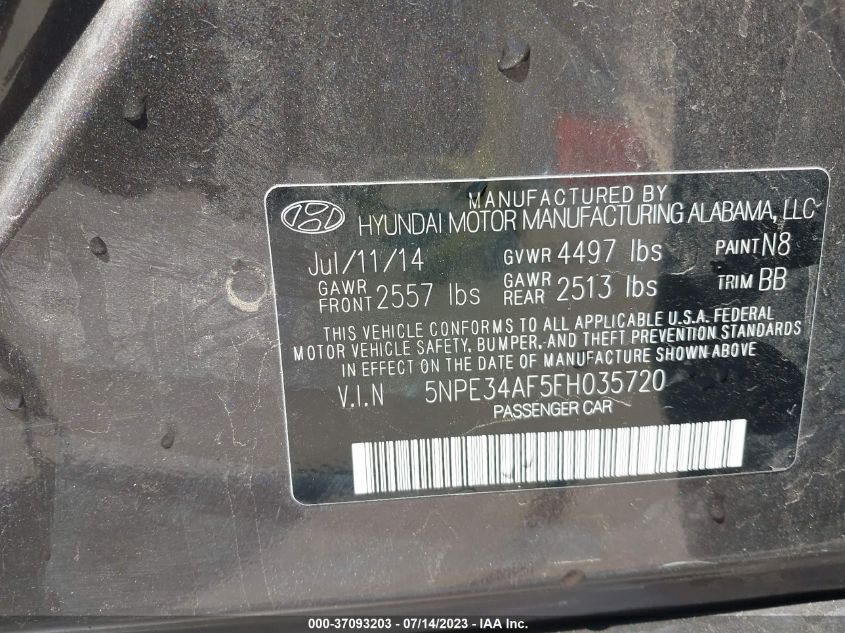 MANUFACTURED BY
HYUNDAI MOTOR MANUFACTURING ALABAMA, LLC
Jul/11/14 GVWR 4497 lbs PAINT N8
GAWR FRONT 2557 lbs GAWR REAR 2513 lbs TRIM BB
THIS VEHICLE CONFORMS TO ALL APPLICABLE U.S.A. FEDERAL
MOTOR VEHICLE SAFETY, BUMPER, AND THEFT PREVENTION STANDARDS
IN EFFECT ON THE DATE OF MANUFACTURE SHOWN ABOVE
V.I.N 5NPE34AF5FH035720
PASSENGER CAR
000-37093203 - 07/14/2023 - IAA Inc.